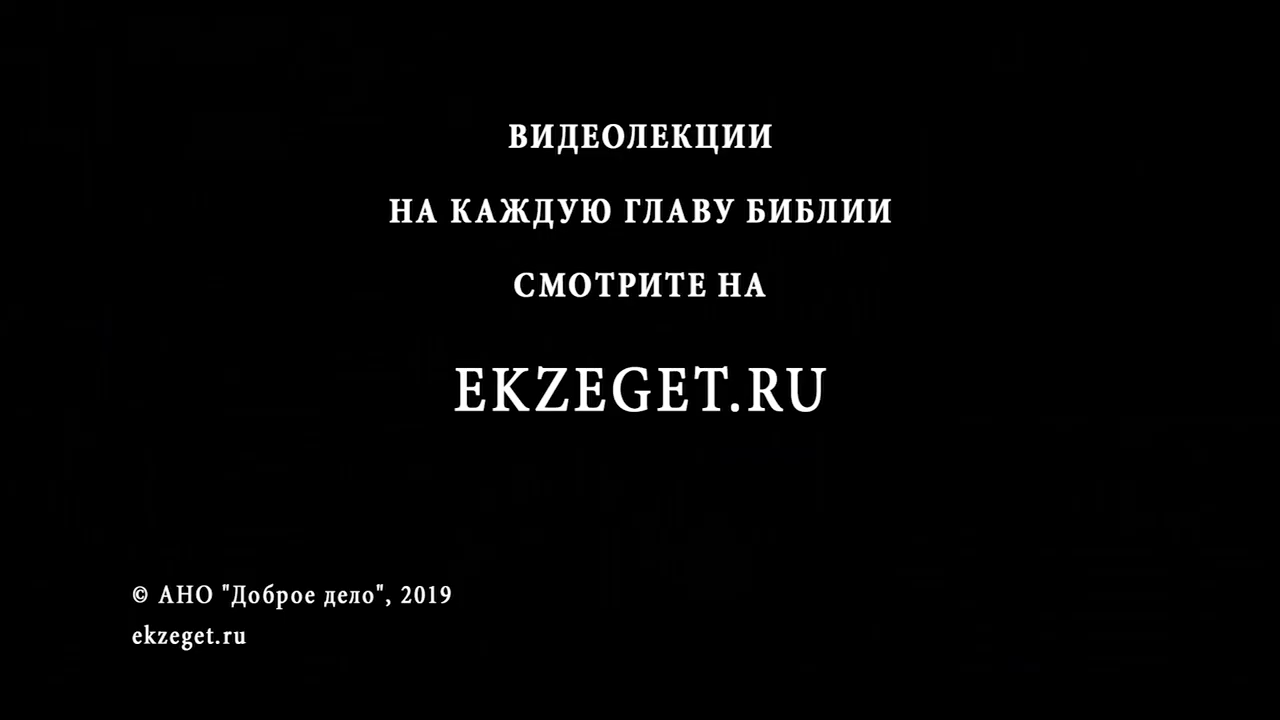 ВИДЕОЛЕКЦИИ
НА КАЖДУЮ ГЛАВУ БИБЛИИ
СМОТРИТЕ НА
EKZEGET.RU
© АНО "Доброе дело", 2019
ekzeget.ru